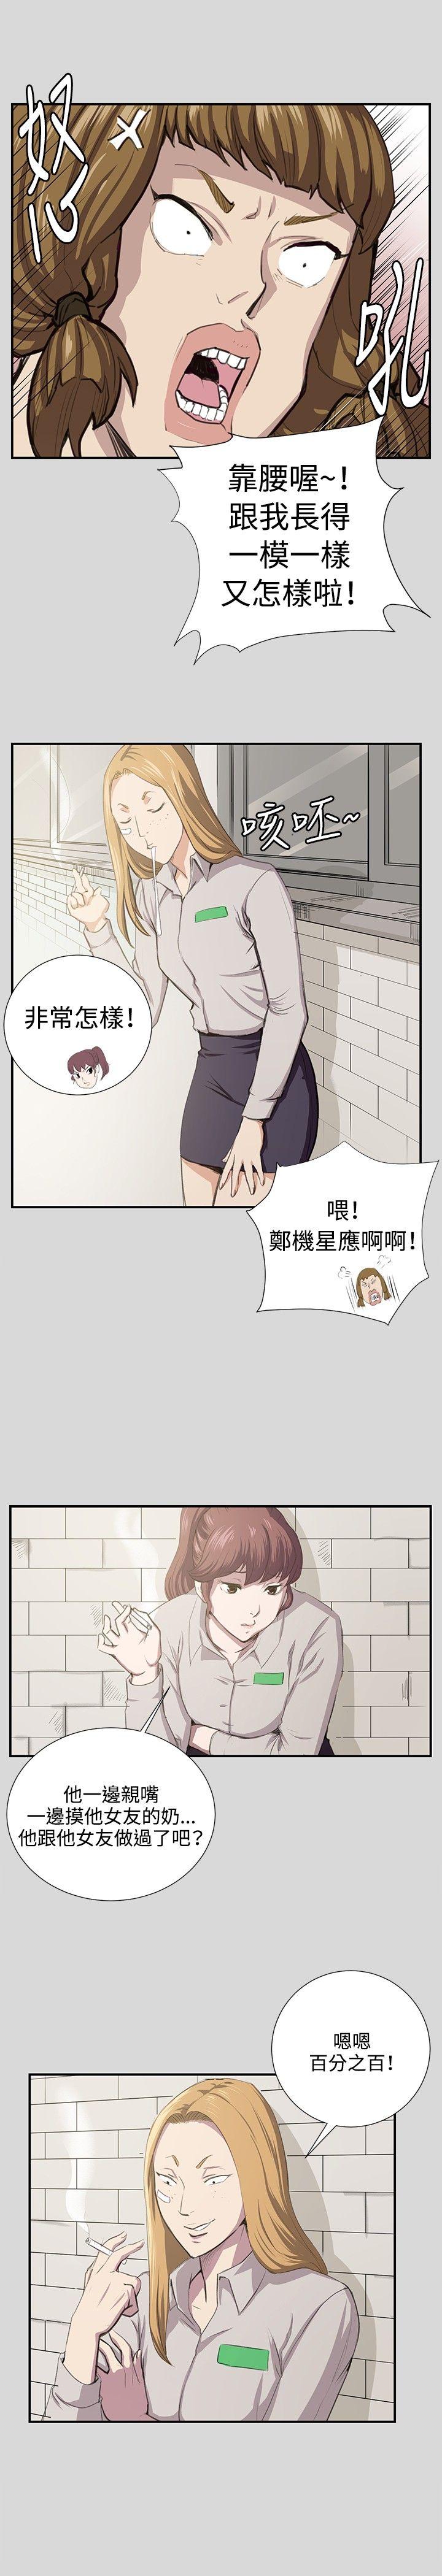 怒
吼
靠腰喔~!
跟我長得
一模一樣
又怎樣啦!
咳呸~
非常怎樣!
喂!
鄭機星應啊啊!
他一邊親嘴
一邊摸他女友的奶...
他跟他女友做過了吧?
嗯嗯
百分之百!